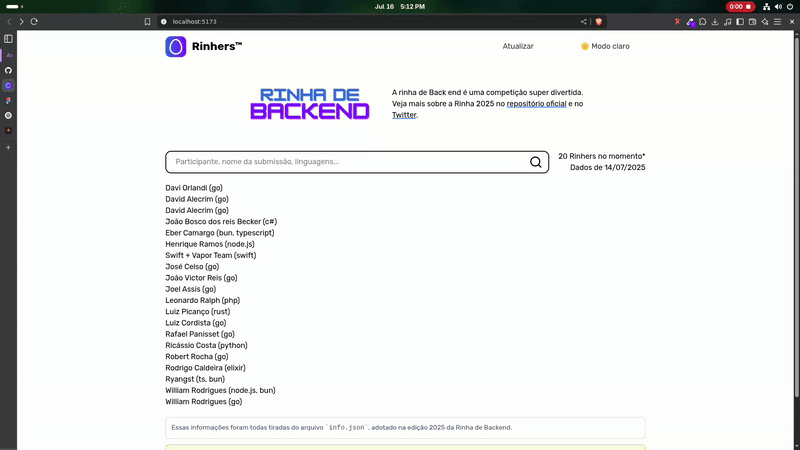 Jul 16 5:12 PM
0:00
localhost:5173
Rinhers™
Atualizar
Modo claro
RINHA DE
BACKEND
A rinha de Back end é uma competição super divertida.
Veja mais sobre a Rinha 2025 no repositório oficial e no
Twitter.
Participante, nome da submissão, linguagens...
20 Rinhers no momento*
Dados de 14/07/2025
Davi Orlandi (go)
David Alecrim (go)
David Alecrim (go)
João Bosco dos reis Becker (c#)
Eber Camargo (bun, typescript)
Henrique Ramos (node.js)
Swift + Vapor Team (swift)
José Celso (go)
João Victor Reis (go)
Joel Assis (go)
Leonardo Ralph (php)
Luiz Picanço (rust)
Luiz Cordista (go)
Rafael Panisset (go)
Ricássio Costa (python)
Robert Rocha (go)
Rodrigo Caldeira (elixir)
Ryangst (ts, bun)
William Rodrigues (node.js, bun)
William Rodrigues (go)
Essas informações foram todas tiradas do arquivo `info.json`, adotado na edição 2025 da Rinha de Backend.